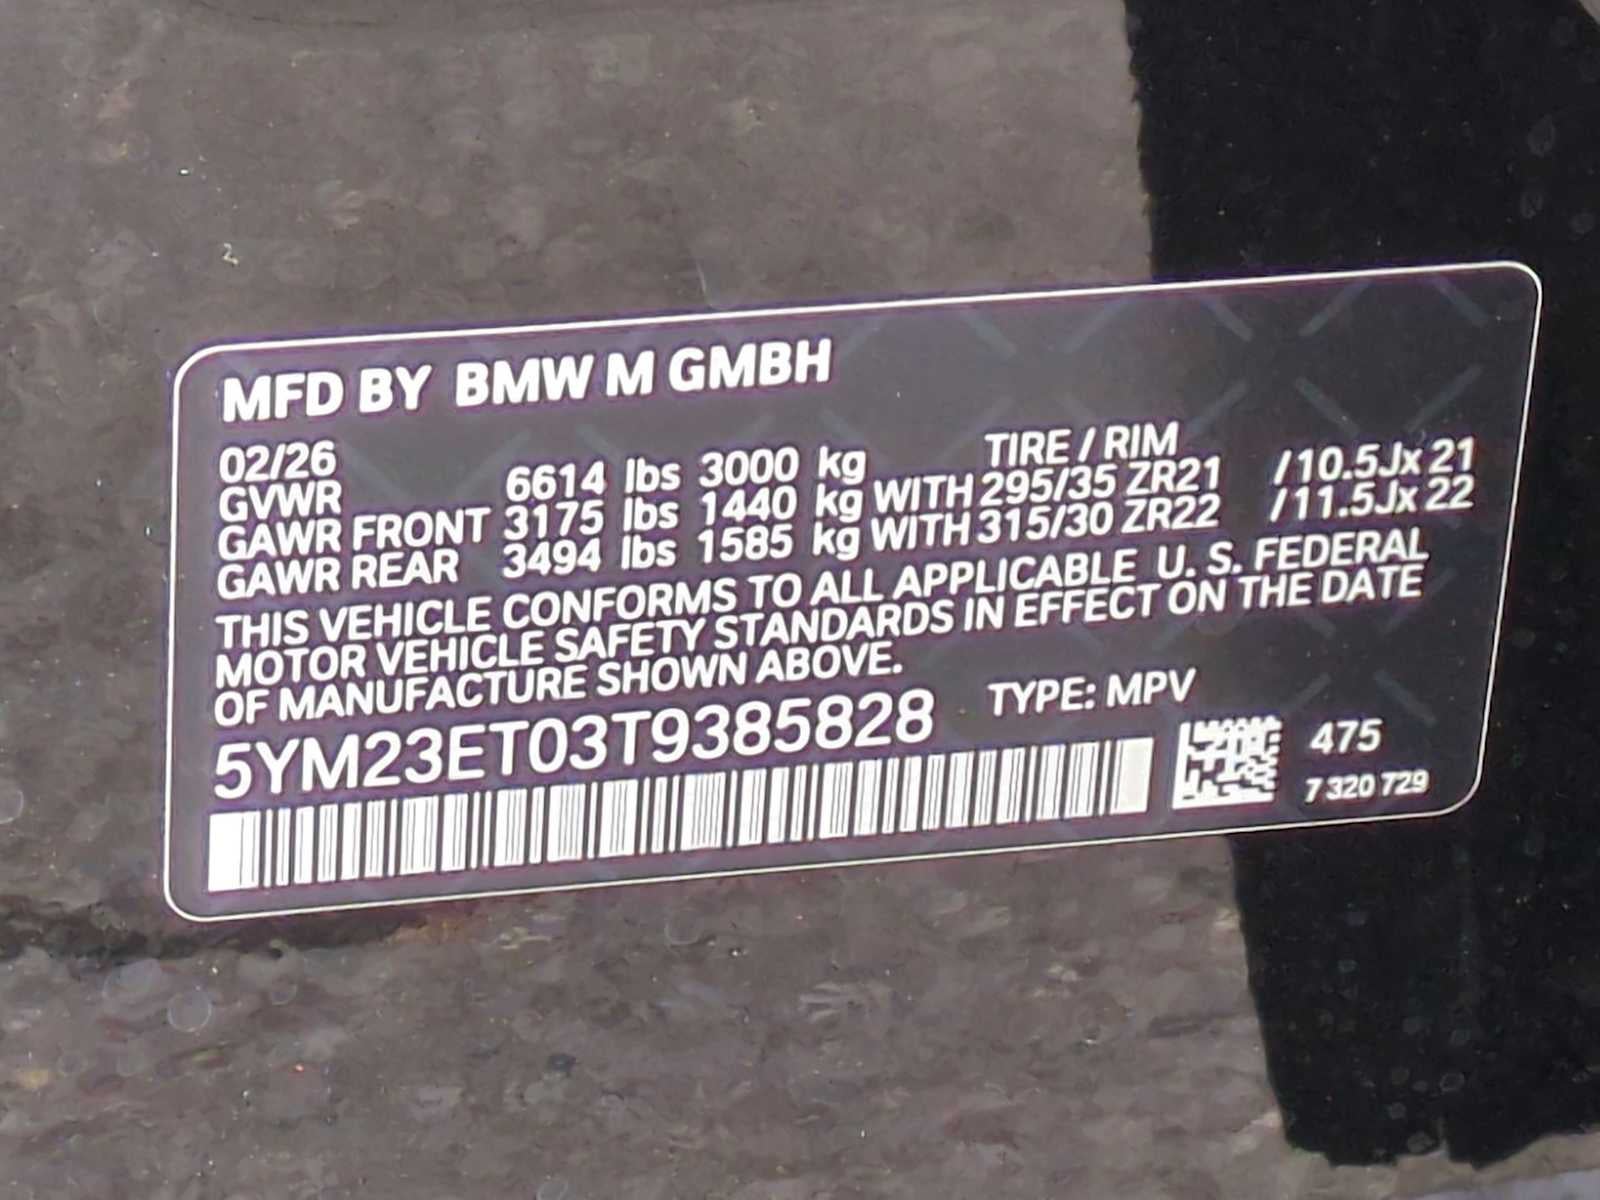 MFD BY BMW M GMBH
02/26 TIRE / RIM
GVWR 6614 lbs 3000 kg
GAWR FRONT 3175 lbs 1440 kg WITH 295/35 ZR21 /10.5Jx 21
GAWR REAR 3494 lbs 1585 kg WITH 315/30 ZR22 /11.5Jx 22
THIS VEHICLE CONFORMS TO ALL APPLICABLE U. S. FEDERAL
MOTOR VEHICLE SAFETY STANDARDS IN EFFECT ON THE DATE
OF MANUFACTURE SHOWN ABOVE.
5YM23ET03T9385828 TYPE: MPV
475
7 320 729